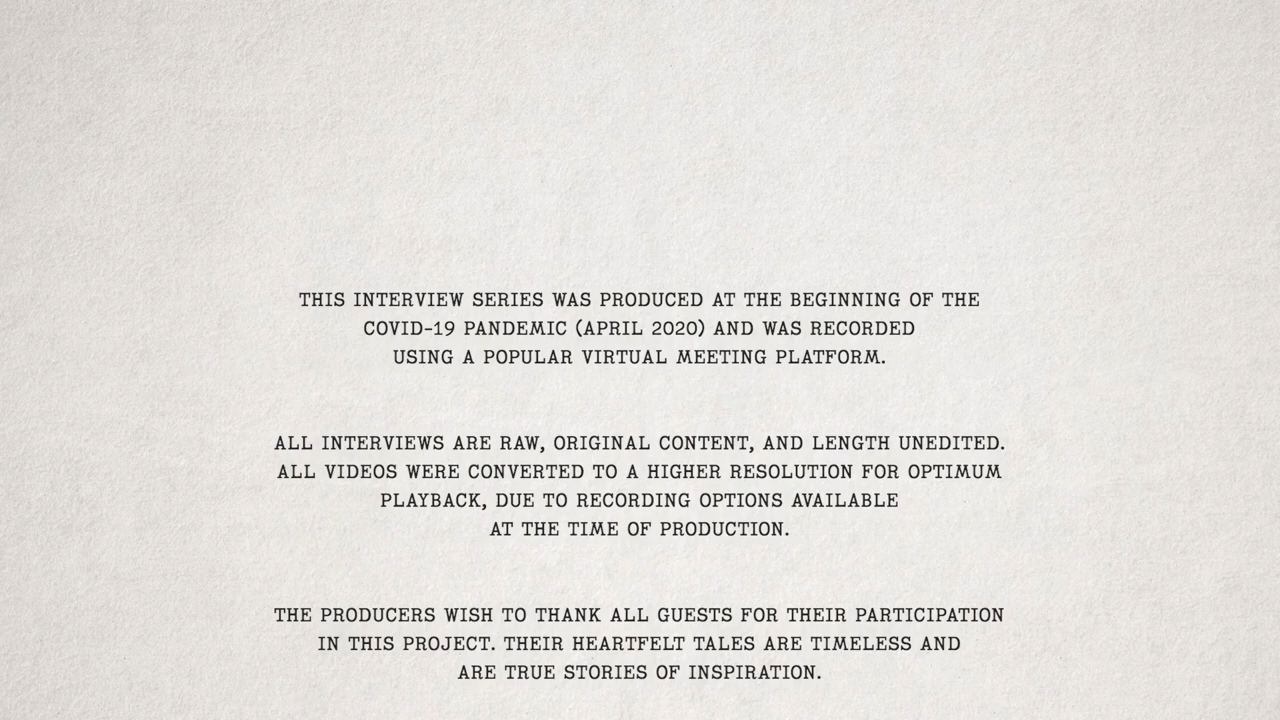 THIS INTERVIEW SERIES WAS PRODUCED AT THE BEGINNING OF THE
COVID-19 PANDEMIC (APRIL 2020) AND WAS RECORDED
USING A POPULAR VIRTUAL MEETING PLATFORM.
ALL INTERVIEWS ARE RAW, ORIGINAL CONTENT, AND LENGTH UNEDITED.
ALL VIDEOS WERE CONVERTED TO A HIGHER RESOLUTION FOR OPTIMUM
PLAYBACK, DUE TO RECORDING OPTIONS AVAILABLE
AT THE TIME OF PRODUCTION.
THE PRODUCERS WISH TO THANK ALL GUESTS FOR THEIR PARTICIPATION
IN THIS PROJECT. THEIR HEARTFELT TALES ARE TIMELESS AND
ARE TRUE STORIES OF INSPIRATION.